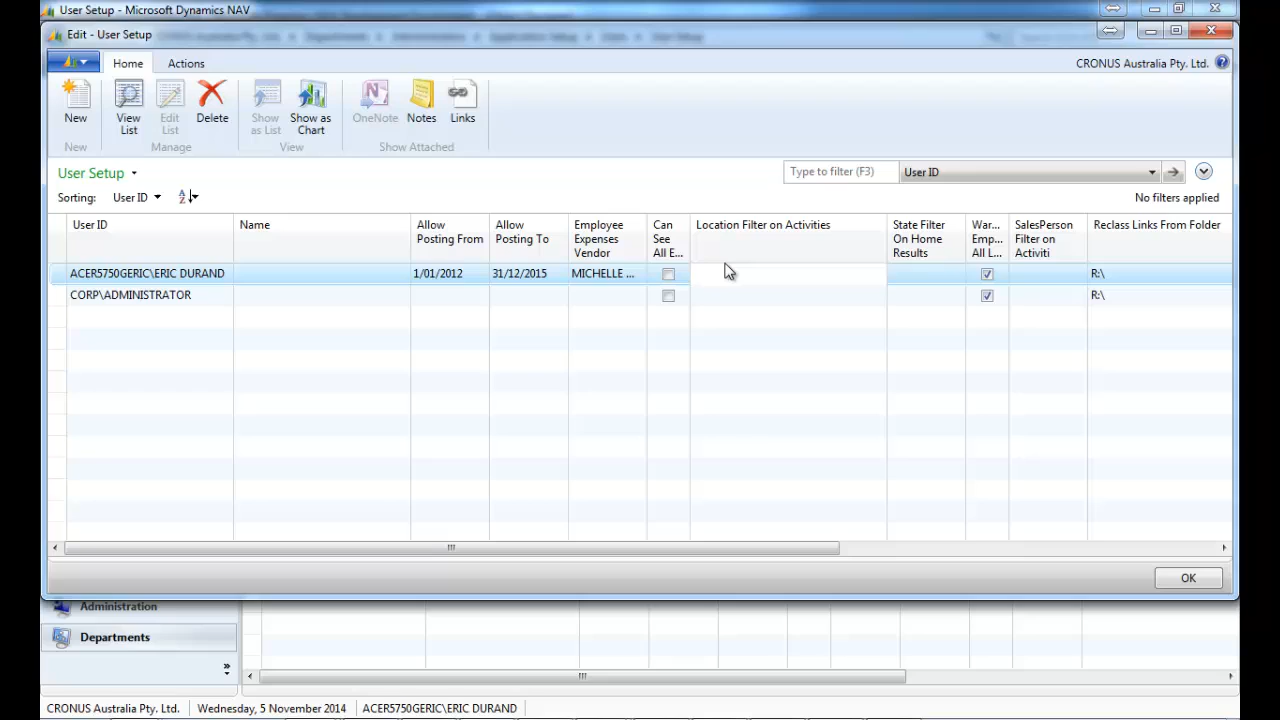 User Setup - Microsoft Dynamics NAV
Edit - User Setup
Home Actions CRONUS Australia Pty. Ltd.
New
View List
Edit List
Delete
Show as List
Show as Chart
OneNote
Notes
Links
New Manage View Show Attached
User Setup Type to filter (F3) User ID
Sorting: User ID No filters applied
User ID
Name
Allow Posting From
Allow Posting To
Employee Expenses Vendor
Can See All E...
Location Filter on Activities
State Filter On Home Results
War... Emp... All L...
SalesPerson Filter on Activiti
Reclass Links From Folder
ACER5750GERIC\ERIC DURAND 1/01/2012 31/12/2015 MICHELLE ... R:\
CORP\ADMINISTRATOR R:\
OK
Administration
Departments
CRONUS Australia Pty. Ltd. Wednesday, 5 November 2014 ACER5750GERIC\ERIC DURAND